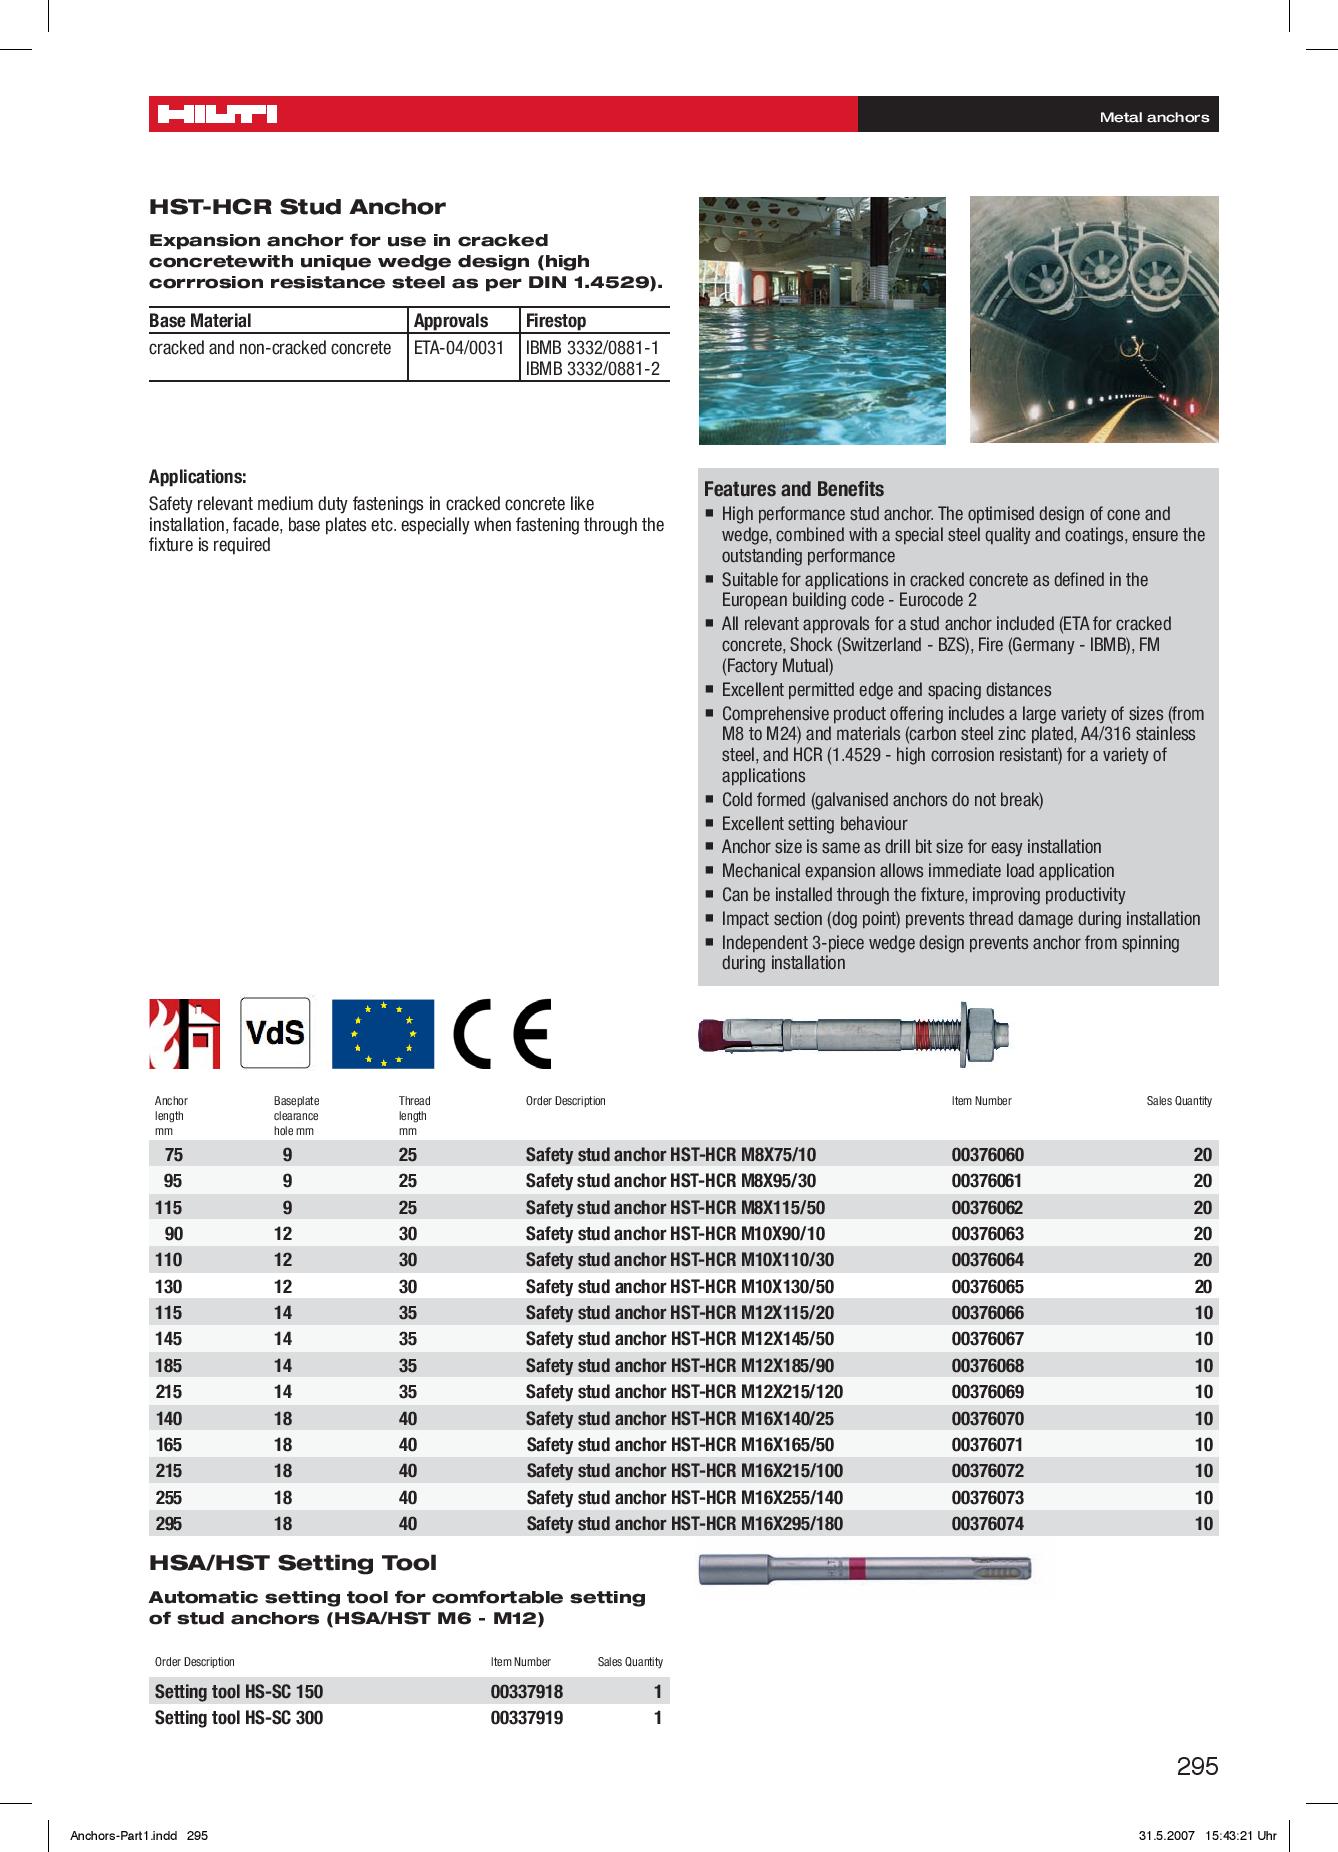 HILTI
Metal anchors
HST-HCR Stud Anchor
Expansion anchor for use in cracked
concretewith unique wedge design (high
corrrosion resistance steel as per DIN 1.4529).
Base Material Approvals Firestop
cracked and non-cracked concrete ETA-04/0031 IBMB 3332/0881-1
IBMB 3332/0881-2
Applications:
Safety relevant medium duty fastenings in cracked concrete like
installation, facade, base plates etc. especially when fastening through the
fixture is required
Features and Benefits
■ High performance stud anchor. The optimised design of cone and
wedge, combined with a special steel quality and coatings, ensure the
outstanding performance
■ Suitable for applications in cracked concrete as defined in the
European building code - Eurocode 2
■ All relevant approvals for a stud anchor included (ETA for cracked
concrete, Shock (Switzerland - BZS), Fire (Germany - IBMB), FM
(Factory Mutual)
■ Excellent permitted edge and spacing distances
■ Comprehensive product offering includes a large variety of sizes (from
M8 to M24) and materials (carbon steel zinc plated, A4/316 stainless
steel, and HCR (1.4529 - high corrosion resistant) for a variety of
applications
■ Cold formed (galvanised anchors do not break)
■ Excellent setting behaviour
■ Anchor size is same as drill bit size for easy installation
■ Mechanical expansion allows immediate load application
■ Can be installed through the fixture, improving productivity
■ Impact section (dog point) prevents thread damage during installation
■ Independent 3-piece wedge design prevents anchor from spinning
during installation
VdS
CE
Anchor Baseplate Thread Order Description Item Number Sales Quantity
length clearance length
mm hole mm mm
75 9 25 Safety stud anchor HST-HCR M8X75/10 00376060 20
95 9 25 Safety stud anchor HST-HCR M8X95/30 00376061 20
115 9 25 Safety stud anchor HST-HCR M8X115/50 00376062 20
90 12 30 Safety stud anchor HST-HCR M10X90/10 00376063 20
110 12 30 Safety stud anchor HST-HCR M10X110/30 00376064 20
130 12 30 Safety stud anchor HST-HCR M10X130/50 00376065 20
115 14 35 Safety stud anchor HST-HCR M12X115/20 00376066 10
145 14 35 Safety stud anchor HST-HCR M12X145/50 00376067 10
185 14 35 Safety stud anchor HST-HCR M12X185/90 00376068 10
215 14 35 Safety stud anchor HST-HCR M12X215/120 00376069 10
140 18 40 Safety stud anchor HST-HCR M16X140/25 00376070 10
165 18 40 Safety stud anchor HST-HCR M16X165/50 00376071 10
215 18 40 Safety stud anchor HST-HCR M16X215/100 00376072 10
255 18 40 Safety stud anchor HST-HCR M16X255/140 00376073 10
295 18 40 Safety stud anchor HST-HCR M16X295/180 00376074 10
HSA/HST Setting Tool
Automatic setting tool for comfortable setting
of stud anchors (HSA/HST M6 - M12)
Order Description Item Number Sales Quantity
Setting tool HS-SC 150 00337918 1
Setting tool HS-SC 300 00337919 1
295
Anchors-Part1.indd 295
31.5.2007 15:43:21 Uhr